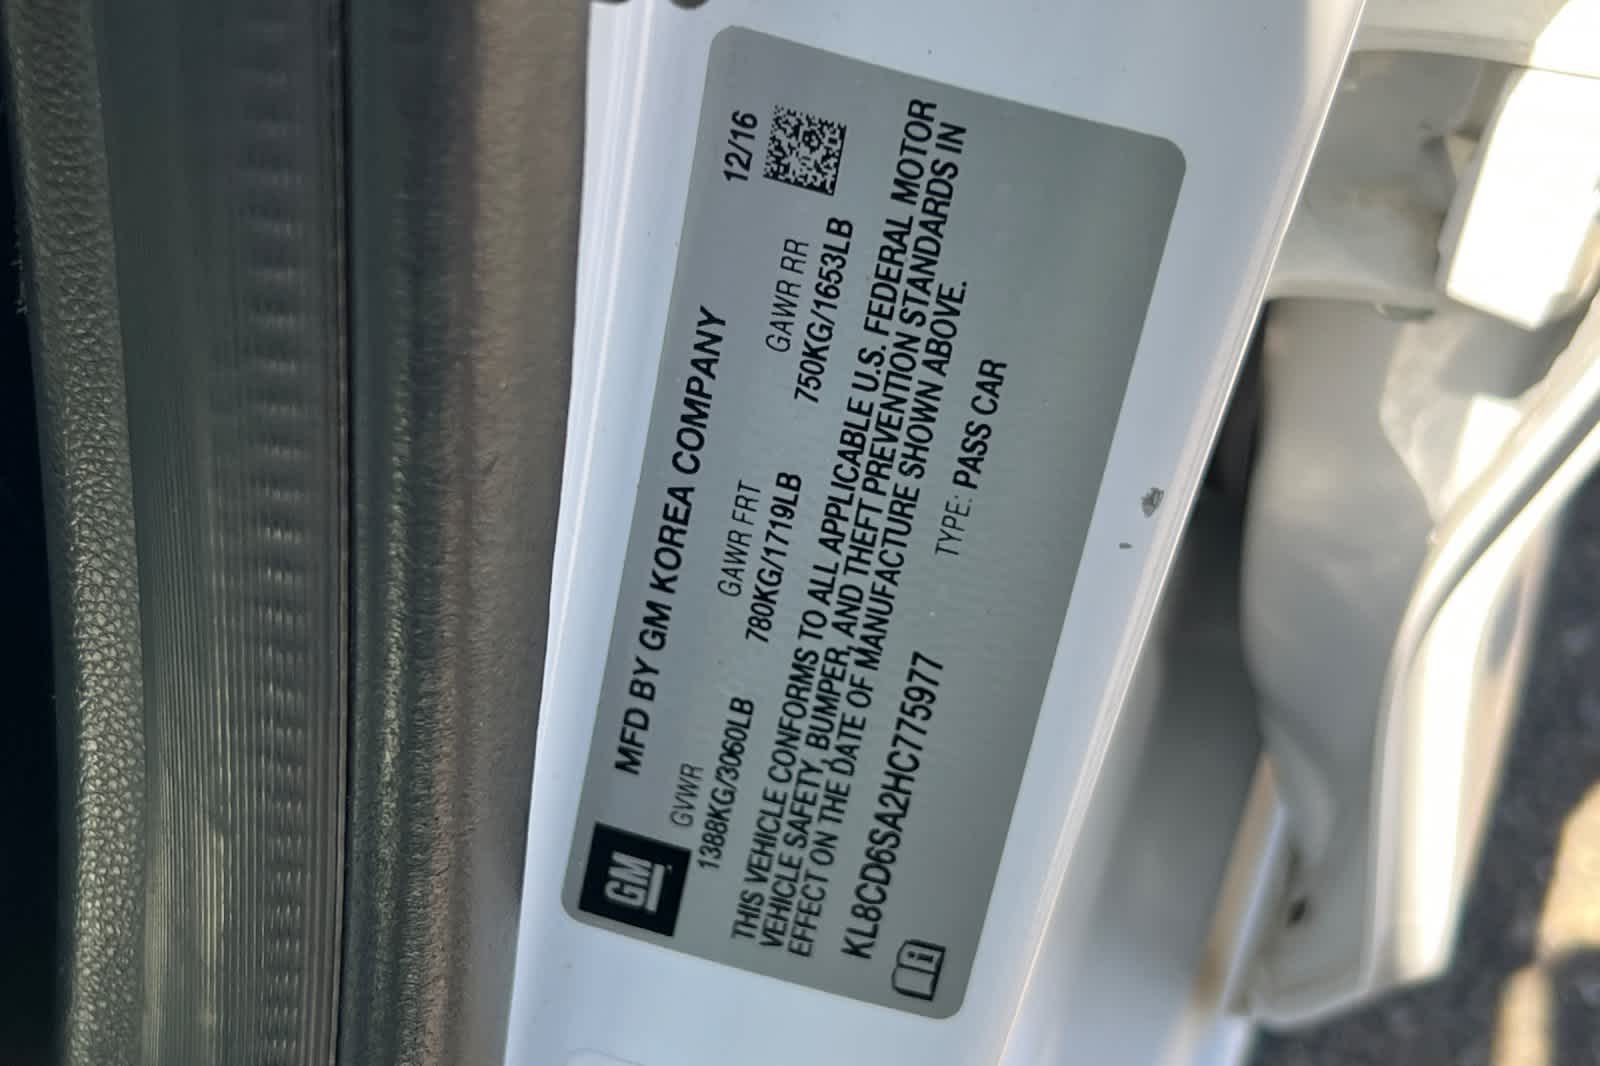 GM
MFD BY GM KOREA COMPANY
12/16
GVWR
GAWR FRT
GAWR RR
1388KG/3060LB
780KG/1719LB
750KG/1653LB
THIS VEHICLE CONFORMS TO ALL APPLICABLE U.S. FEDERAL MOTOR
VEHICLE SAFETY, BUMPER, AND THEFT PREVENTION STANDARDS IN
EFFECT ON THE DATE OF MANUFACTURE SHOWN ABOVE.
KL8CD6SA2HC775977
TYPE: PASS CAR